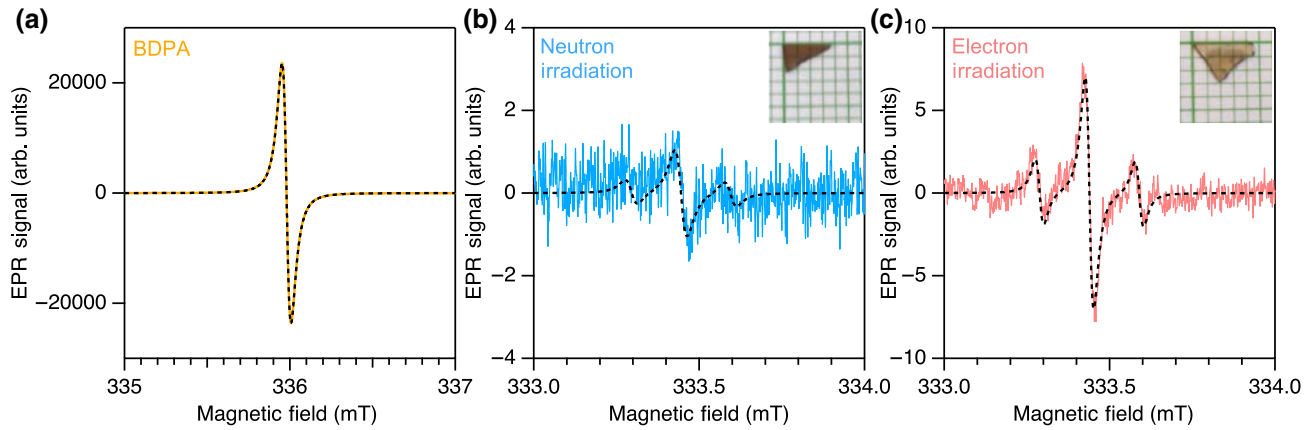 (a)
BDPA
EPR signal (arb. units)
20000
0
−20000
335
336
337
Magnetic field (mT)
(b)
Neutron
irradiation
EPR signal (arb. units)
4
2
0
−2
−4
333.0
333.5
334.0
Magnetic field (mT)
(c)
Electron
irradiation
EPR signal (arb. units)
10
5
0
−5
−10
333.0
333.5
334.0
Magnetic field (mT)